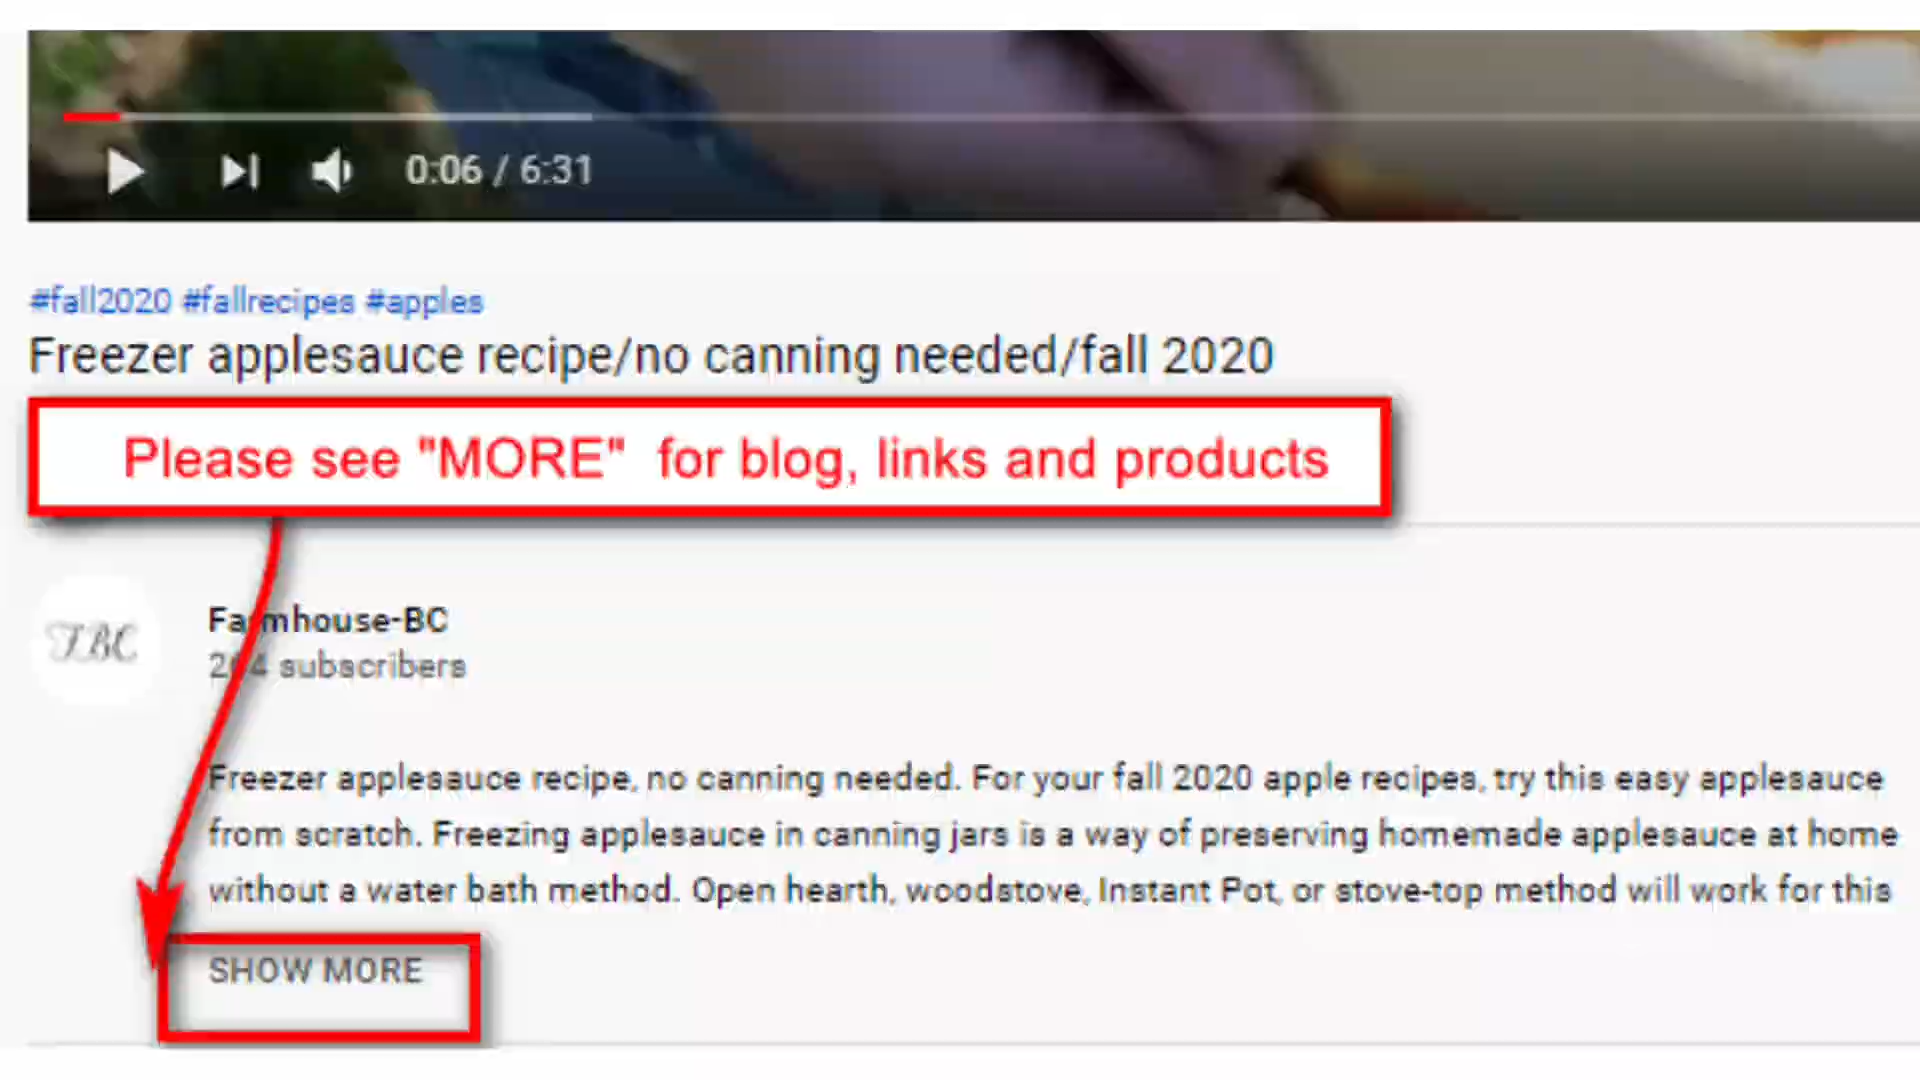 0:06 / 6:31
#fall2020 #fallrecipes #apples
Freezer applesauce recipe/no canning needed/fall 2020
Please see "MORE" for blog, links and products
Farmhouse-BC
subscribers
Freezer applesauce recipe, no canning needed. For your fall 2020 apple recipes, try this easy applesauce
from scratch. Freezing applesauce in canning jars is a way of preserving homemade applesauce at home
without a water bath method. Open hearth, woodstove, Instant Pot, or stove-top method will work for this
SHOW MORE